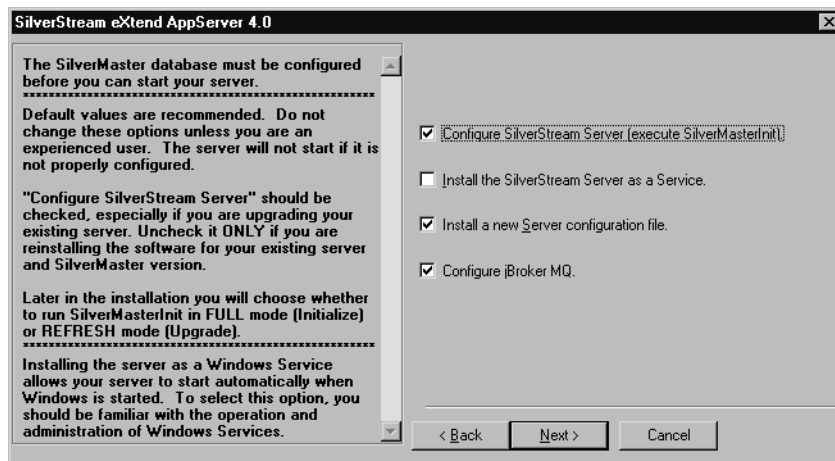 SilverStream eXtend AppServer 4.0
The SilverMaster database must be configured
before you can start your server.
****************************************************************
Default values are recommended. Do not
change these options unless you are an
experienced user. The server will not start if it is
not properly configured.
"Configure SilverStream Server" should be
checked, especially if you are upgrading your
existing server. Uncheck it ONLY if you are
reinstalling the software for your existing server
and SilverMaster version.
Later in the installation you will choose whether
to run SilverMasterInit in FULL mode (Initialize)
or REFRESH mode (Upgrade).
****************************************************************
Installing the server as a Windows Service
allows your server to start automatically when
Windows is started. To select this option, you
should be familiar with the operation and
administration of Windows Services.
Configure SilverStream Server (execute SilverMasterInit).
Install the SilverStream Server as a Service.
Install a new Server configuration file.
Configure jBroker MQ.
< Back
Next >
Cancel